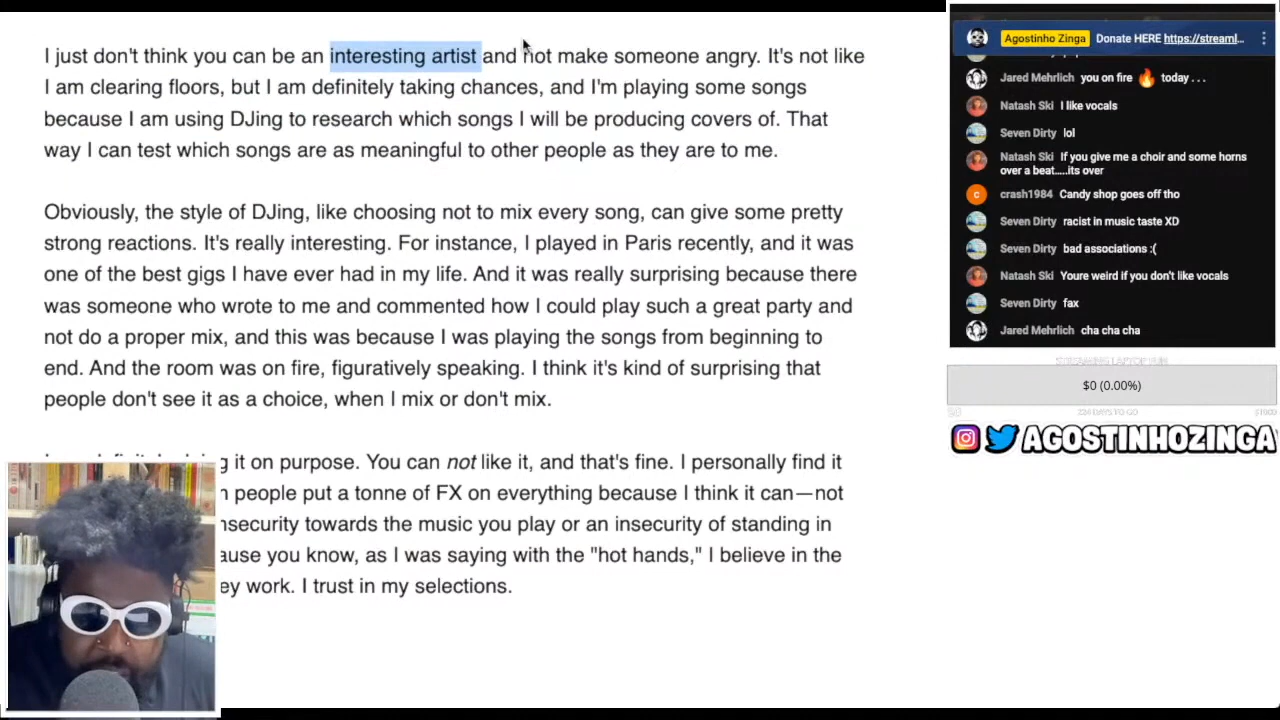 I just don't think you can be an interesting artist and not make someone angry. It's not like
I am clearing floors, but I am definitely taking chances, and I'm playing some songs
because I am using DJing to research which songs I will be producing covers of. That
way I can test which songs are as meaningful to other people as they are to me.
Obviously, the style of DJing, like choosing not to mix every song, can give some pretty
strong reactions. It's really interesting. For instance, I played in Paris recently, and it was
one of the best gigs I have ever had in my life. And it was really surprising because there
was someone who wrote to me and commented how I could play such a great party and
not do a proper mix, and this was because I was playing the songs from beginning to
end. And the room was on fire, figuratively speaking. I think it's kind of surprising that
people don't see it as a choice, when I mix or don't mix.
it on purpose. You can not like it, and that's fine. I personally find it
people put a tonne of FX on everything because I think it can—not
insecurity towards the music you play or an insecurity of standing in
you know, as I was saying with the "hot hands," I believe in the
work. I trust in my selections.
Agostinho Zinga Donate HERE https://streaml...
Jared Mehrlich you on fire 🔥 today . . .
Natash Ski I like vocals
Seven Dirty lol
Natash Ski If you give me a choir and some horns
over a beat.....its over
c crash1984 Candy shop goes off tho
Seven Dirty racist in music taste XD
Seven Dirty bad associations :(
Natash Ski Youre weird if you don't like vocals
Seven Dirty fax
Jared Mehrlich cha cha cha
$0 (0.00%)
$0 DAYS TO GO $1000
AGOSTINHOZINGA